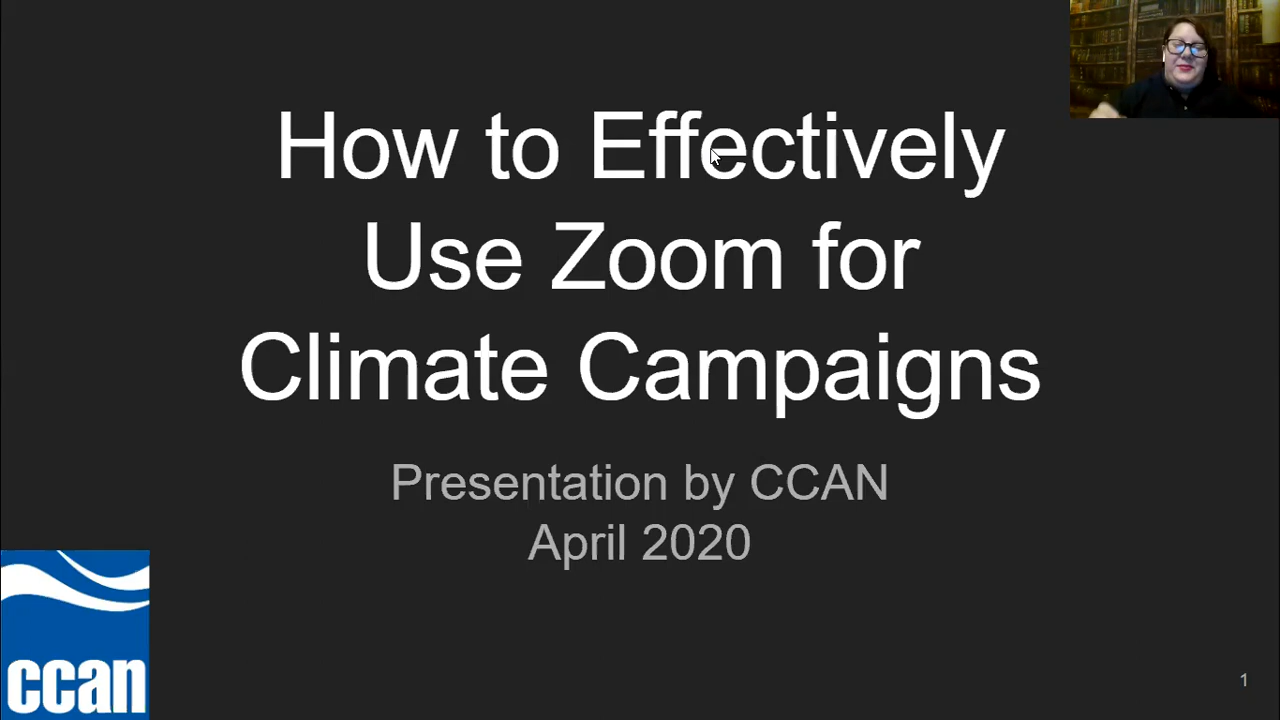 How to Effectively
Use Zoom for
Climate Campaigns
Presentation by CCAN
April 2020
ccan
1